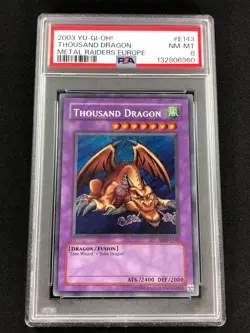 2003 YU-GI-OH! #E143
THOUSAND DRAGON NM-MT
METAL RAIDERS EUROPE 8
PSA 132806960
THOUSAND DRAGON
[DRAGON/FUSION]
"Time Wizard" + "Baby Dragon"
ATK/2400 DEF/2000